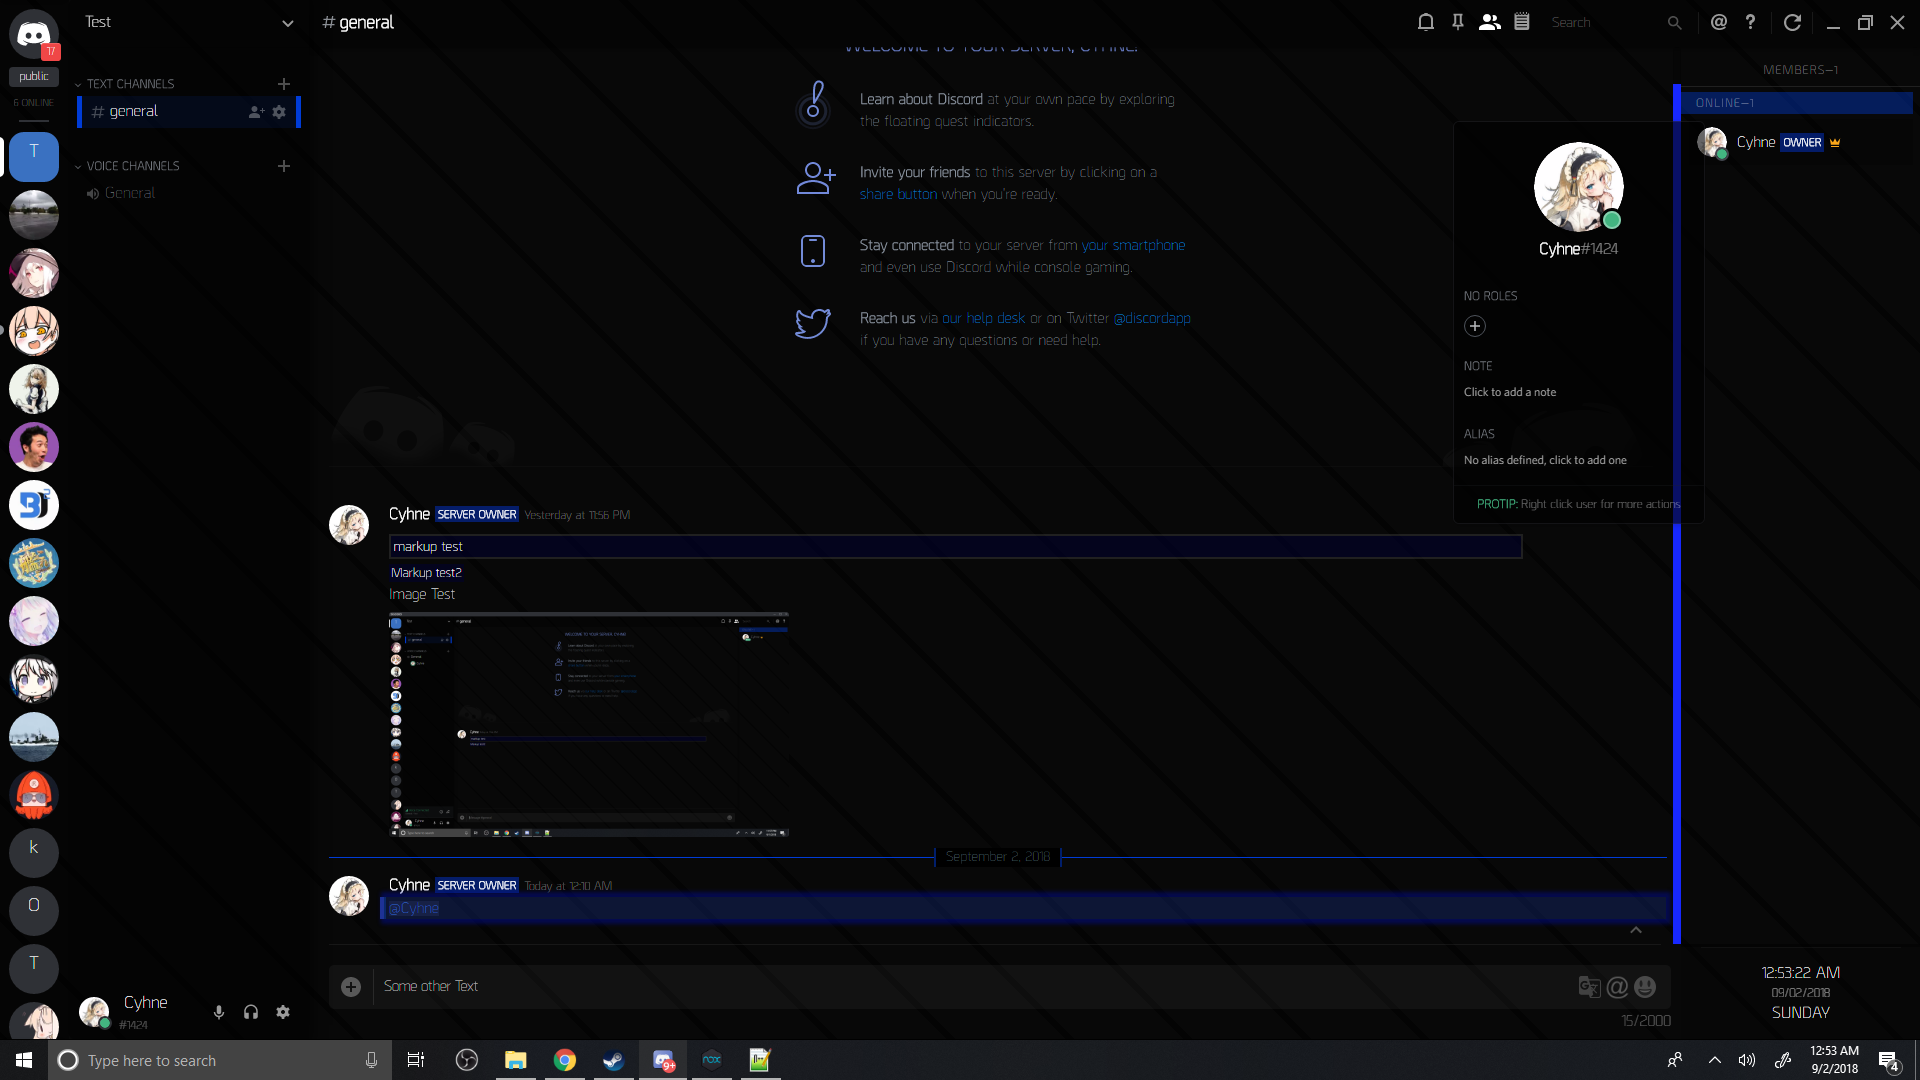 17
public
6 ONLINE
T
k
O
T
Test
TEXT CHANNELS
general
VOICE CHANNELS
General
Cyhne
#1424
# general
Search
@ ?
WELCOME TO YOUR SERVER, CYHNE!
Learn about Discord at your own pace by exploring
the floating quest indicators.
Invite your friends to this server by clicking on a
share button when you're ready.
Stay connected to your server from your smartphone
and even use Discord while console gaming.
Reach us via our help desk or on Twitter @discordapp
if you have any questions or need help.
Cyhne SERVER OWNER Yesterday at 11:56 PM
markup test
Markup test2
Image Test
September 2, 2018
Cyhne SERVER OWNER Today at 12:10 AM
@Cyhne
Some other Text
15/2000
Cyhne#1424
NO ROLES
NOTE
Click to add a note
ALIAS
No alias defined, click to add one
PROTIP: Right click user for more actions
MEMBERS—1
ONLINE—1
Cyhne OWNER
12:53:22 AM
09/02/2018
SUNDAY
Type here to search
9+
nox
12:53 AM
9/2/2018
4